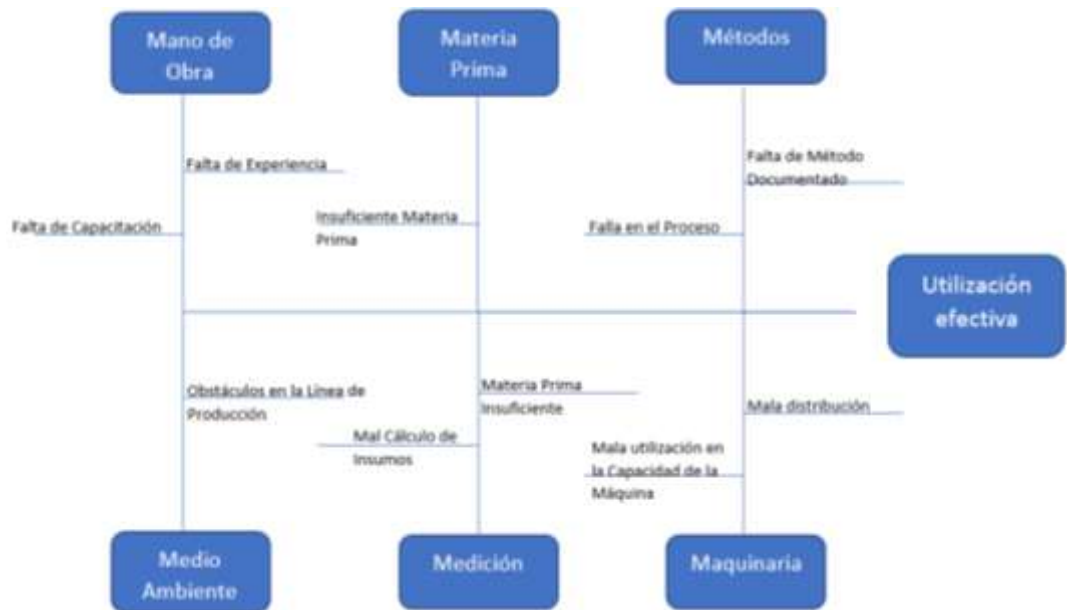 Mano de
Obra
Materia
Prima
Métodos
Falta de Experiencia
Falta de Capacitación
Insuficiente Materia
Prima
Falta de Método
Documentado
Falla en el Proceso
Utilización
efectiva
Obstáculos en la Línea de
Producción
Materia Prima
Insuficiente
Mal Cálculo de
Insumos
Mala distribución
Mala utilización en
la Capacidad de la
Máquina
Medio
Ambiente
Medición
Maquinaria